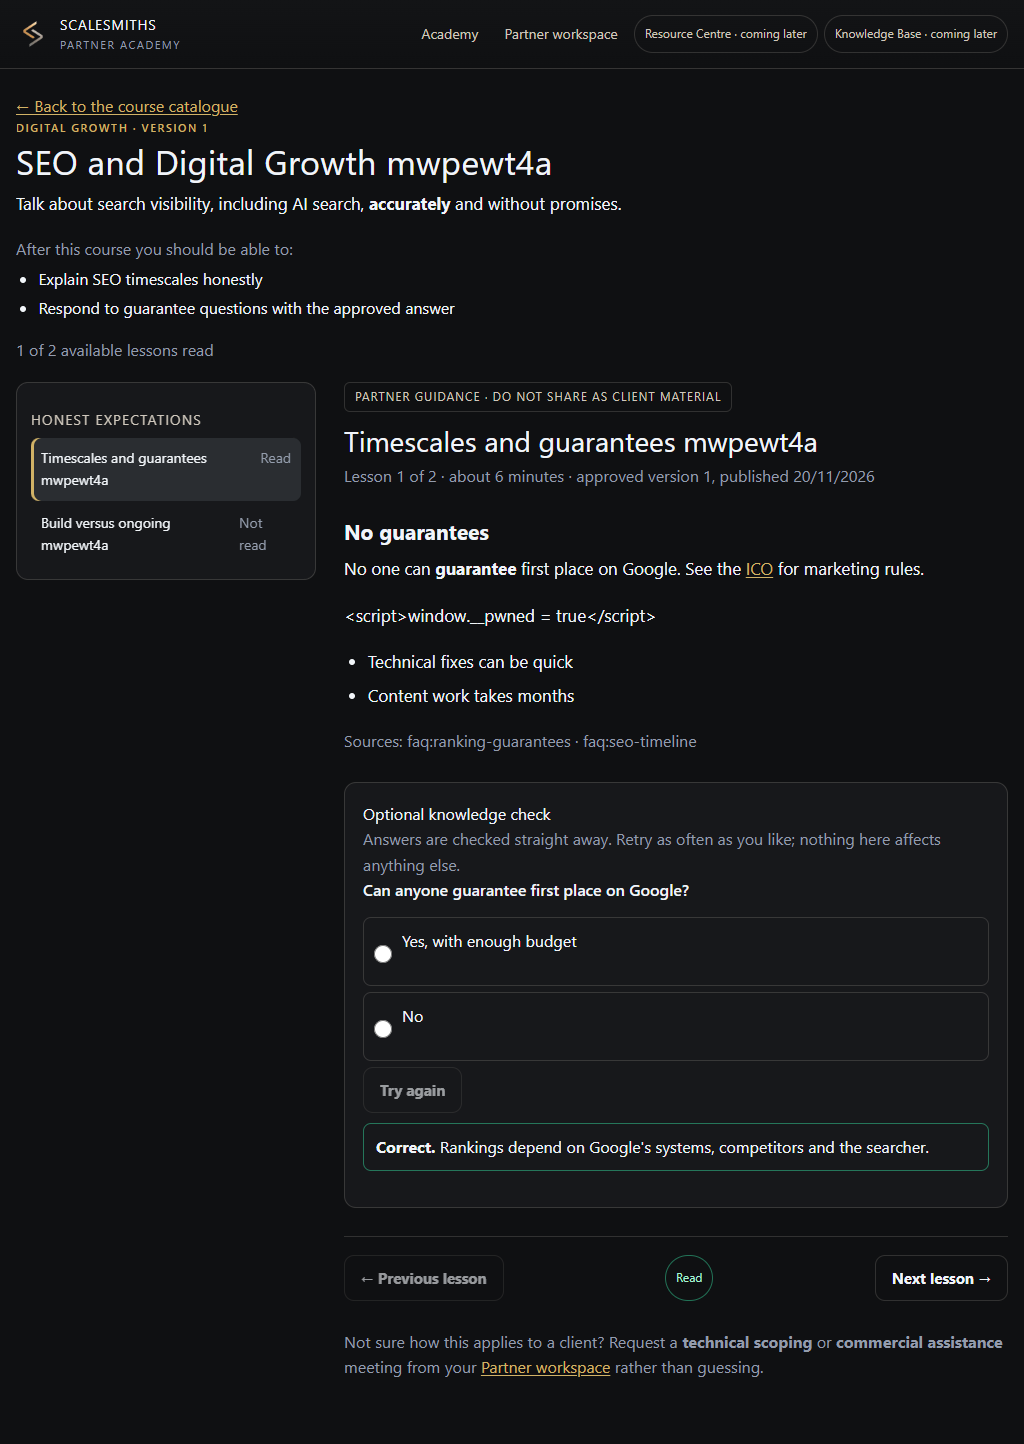 SCALESMITHS
PARTNER ACADEMY
Academy
Partner workspace
Resource Centre · coming later
Knowledge Base · coming later
← Back to the course catalogue
DIGITAL GROWTH · VERSION 1
SEO and Digital Growth mwpewt4a
Talk about search visibility, including AI search, accurately and without promises.
After this course you should be able to:
• Explain SEO timescales honestly
• Respond to guarantee questions with the approved answer
1 of 2 available lessons read
HONEST EXPECTATIONS
Timescales and guarantees
mwpewt4a
Read
Build versus ongoing
mwpewt4a
Not
read
PARTNER GUIDANCE · DO NOT SHARE AS CLIENT MATERIAL
Timescales and guarantees mwpewt4a
Lesson 1 of 2 · about 6 minutes · approved version 1, published 20/11/2026
No guarantees
No one can guarantee first place on Google. See the ICO for marketing rules.
<script>window.__pwned = true</script>
• Technical fixes can be quick
• Content work takes months
Sources: faq:ranking-guarantees · faq:seo-timeline
Optional knowledge check
Answers are checked straight away. Retry as often as you like; nothing here affects
anything else.
Can anyone guarantee first place on Google?
Yes, with enough budget
No
Try again
Correct. Rankings depend on Google's systems, competitors and the searcher.
← Previous lesson
Read
Next lesson →
Not sure how this applies to a client? Request a technical scoping or commercial assistance
meeting from your Partner workspace rather than guessing.